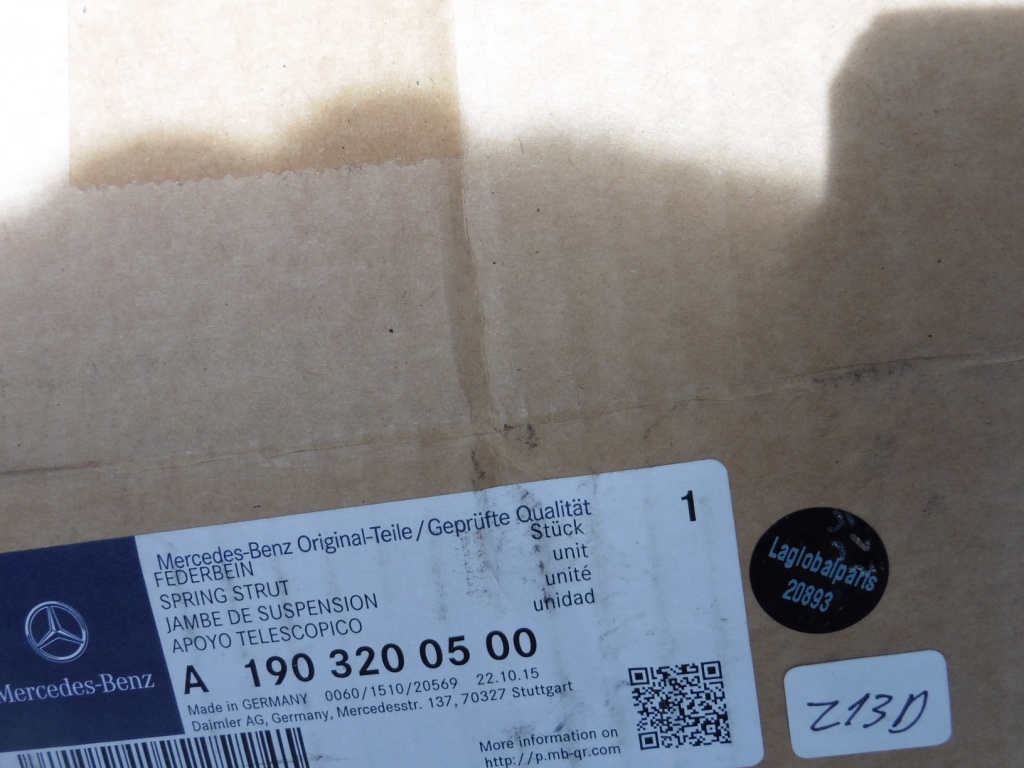 Mercedes-Benz Original-Teile / Geprüfte Qualität
1
FEDERBEIN
Stück
SPRING STRUT
unit
JAMBE DE SUSPENSION
unité
APOYO TELESCOPICO
unidad
A 190 320 05 00
Made in GERMANY 0060/1510/20569 22.10.15
Daimler AG, Germany, Mercedesstr. 137, 70327 Stuttgart
More information on
http://p.mb-qr.com
Mercedes-Benz
Laglobalparts
20893
Z13D